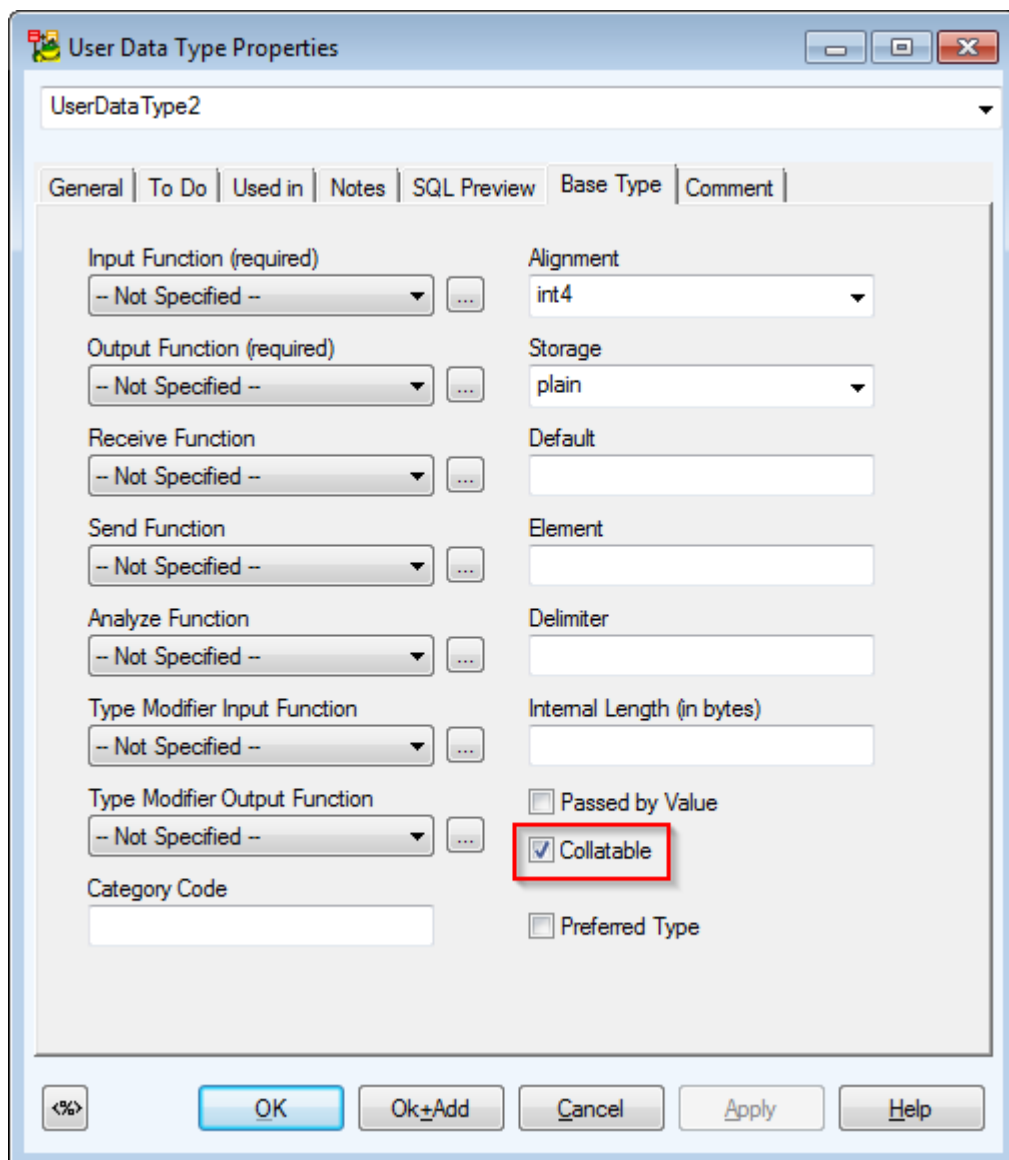 User Data Type Properties
UserDataType2
General To Do Used in Notes SQL Preview Base Type Comment
Input Function (required)
-- Not Specified --
...
Output Function (required)
-- Not Specified --
...
Receive Function
-- Not Specified --
...
Send Function
-- Not Specified --
...
Analyze Function
-- Not Specified --
...
Type Modifier Input Function
-- Not Specified --
...
Type Modifier Output Function
-- Not Specified --
...
Category Code
Alignment
int4
Storage
plain
Default
Element
Delimiter
Internal Length (in bytes)
Passed by Value
Collatable
Preferred Type
<%> OK Ok+Add Cancel Apply Help